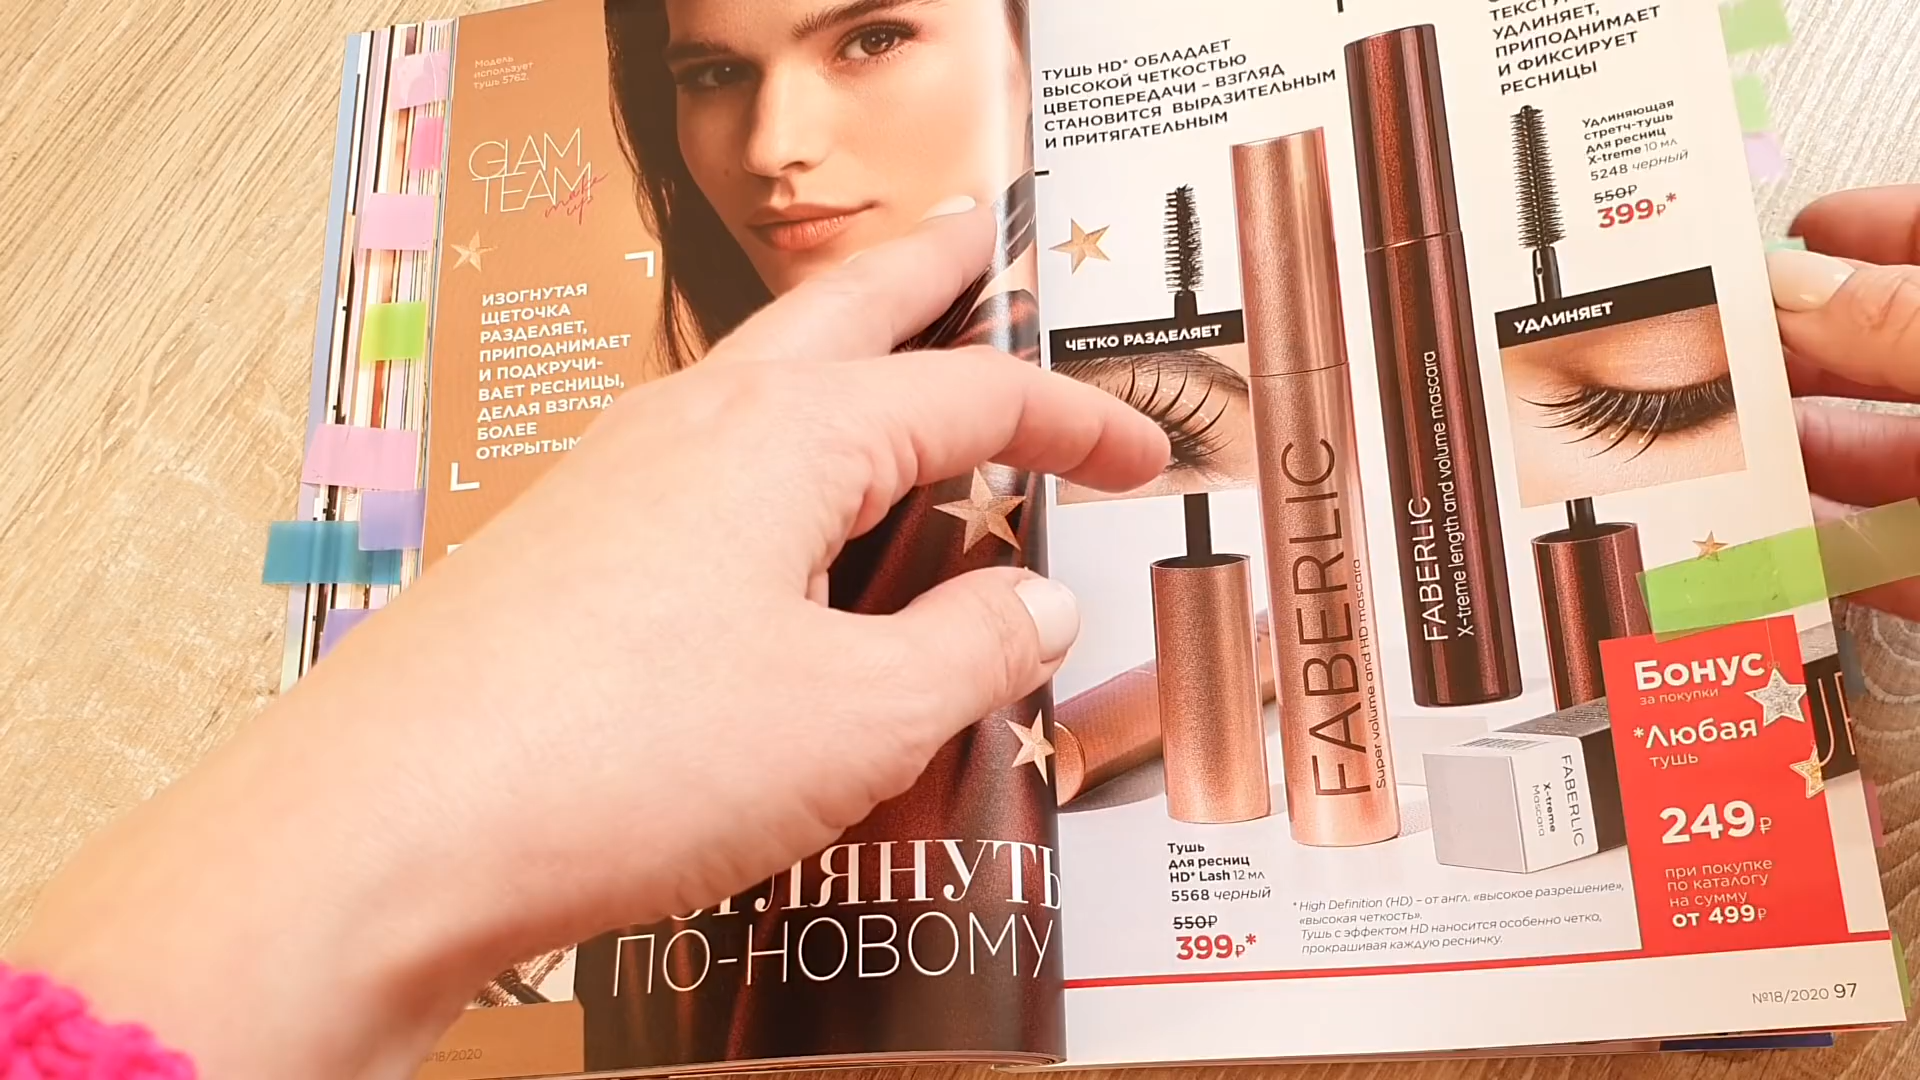 Модель
использует
тушь 5762.
GLAM
TEAM
make
up
ИЗОГНУТАЯ
ЩЕТОЧКА
РАЗДЕЛЯЕТ,
ПРИПОДНИМАЕТ
И ПОДКРУЧИ-
ВАЕТ РЕСНИЦЫ,
ДЕЛАЯ ВЗГЛЯД
БОЛЕЕ
ОТКРЫТЫМ
ПО-НОВОМУ
18/2020
ТУШЬ HD* ОБЛАДАЕТ
ВЫСОКОЙ ЧЕТКОСТЬЮ
ЦВЕТОПЕРЕДАЧИ – ВЗГЛЯД
СТАНОВИТСЯ ВЫРАЗИТЕЛЬНЫМ
И ПРИТЯГАТЕЛЬНЫМ
ЧЕТКО РАЗДЕЛЯЕТ
FABERLIC
Super volume and HD mascara
FABERLIC
X-treme length and volume mascara
УДЛИНЯЕТ,
ПРИПОДНИМАЕТ
И ФИКСИРУЕТ
РЕСНИЦЫ
Удлиняющая
стретч-тушь
для ресниц
X-treme 10 мл
5248 черный
550₽
399₽*
УДЛИНЯЕТ
FABERLIC
X-treme
Mascara
Тушь
для ресниц
HD* Lash 12 мл
5568 черный
550₽
399₽*
* High Definition (HD) – от англ. «высокое разрешение»,
«высокая четкость».
Тушь с эффектом HD наносится особенно четко,
прокрашивая каждую ресничку.
Бонус
за покупки
*Любая
тушь
249₽
при покупке
по каталогу
на сумму
от 499₽
№18/2020 97